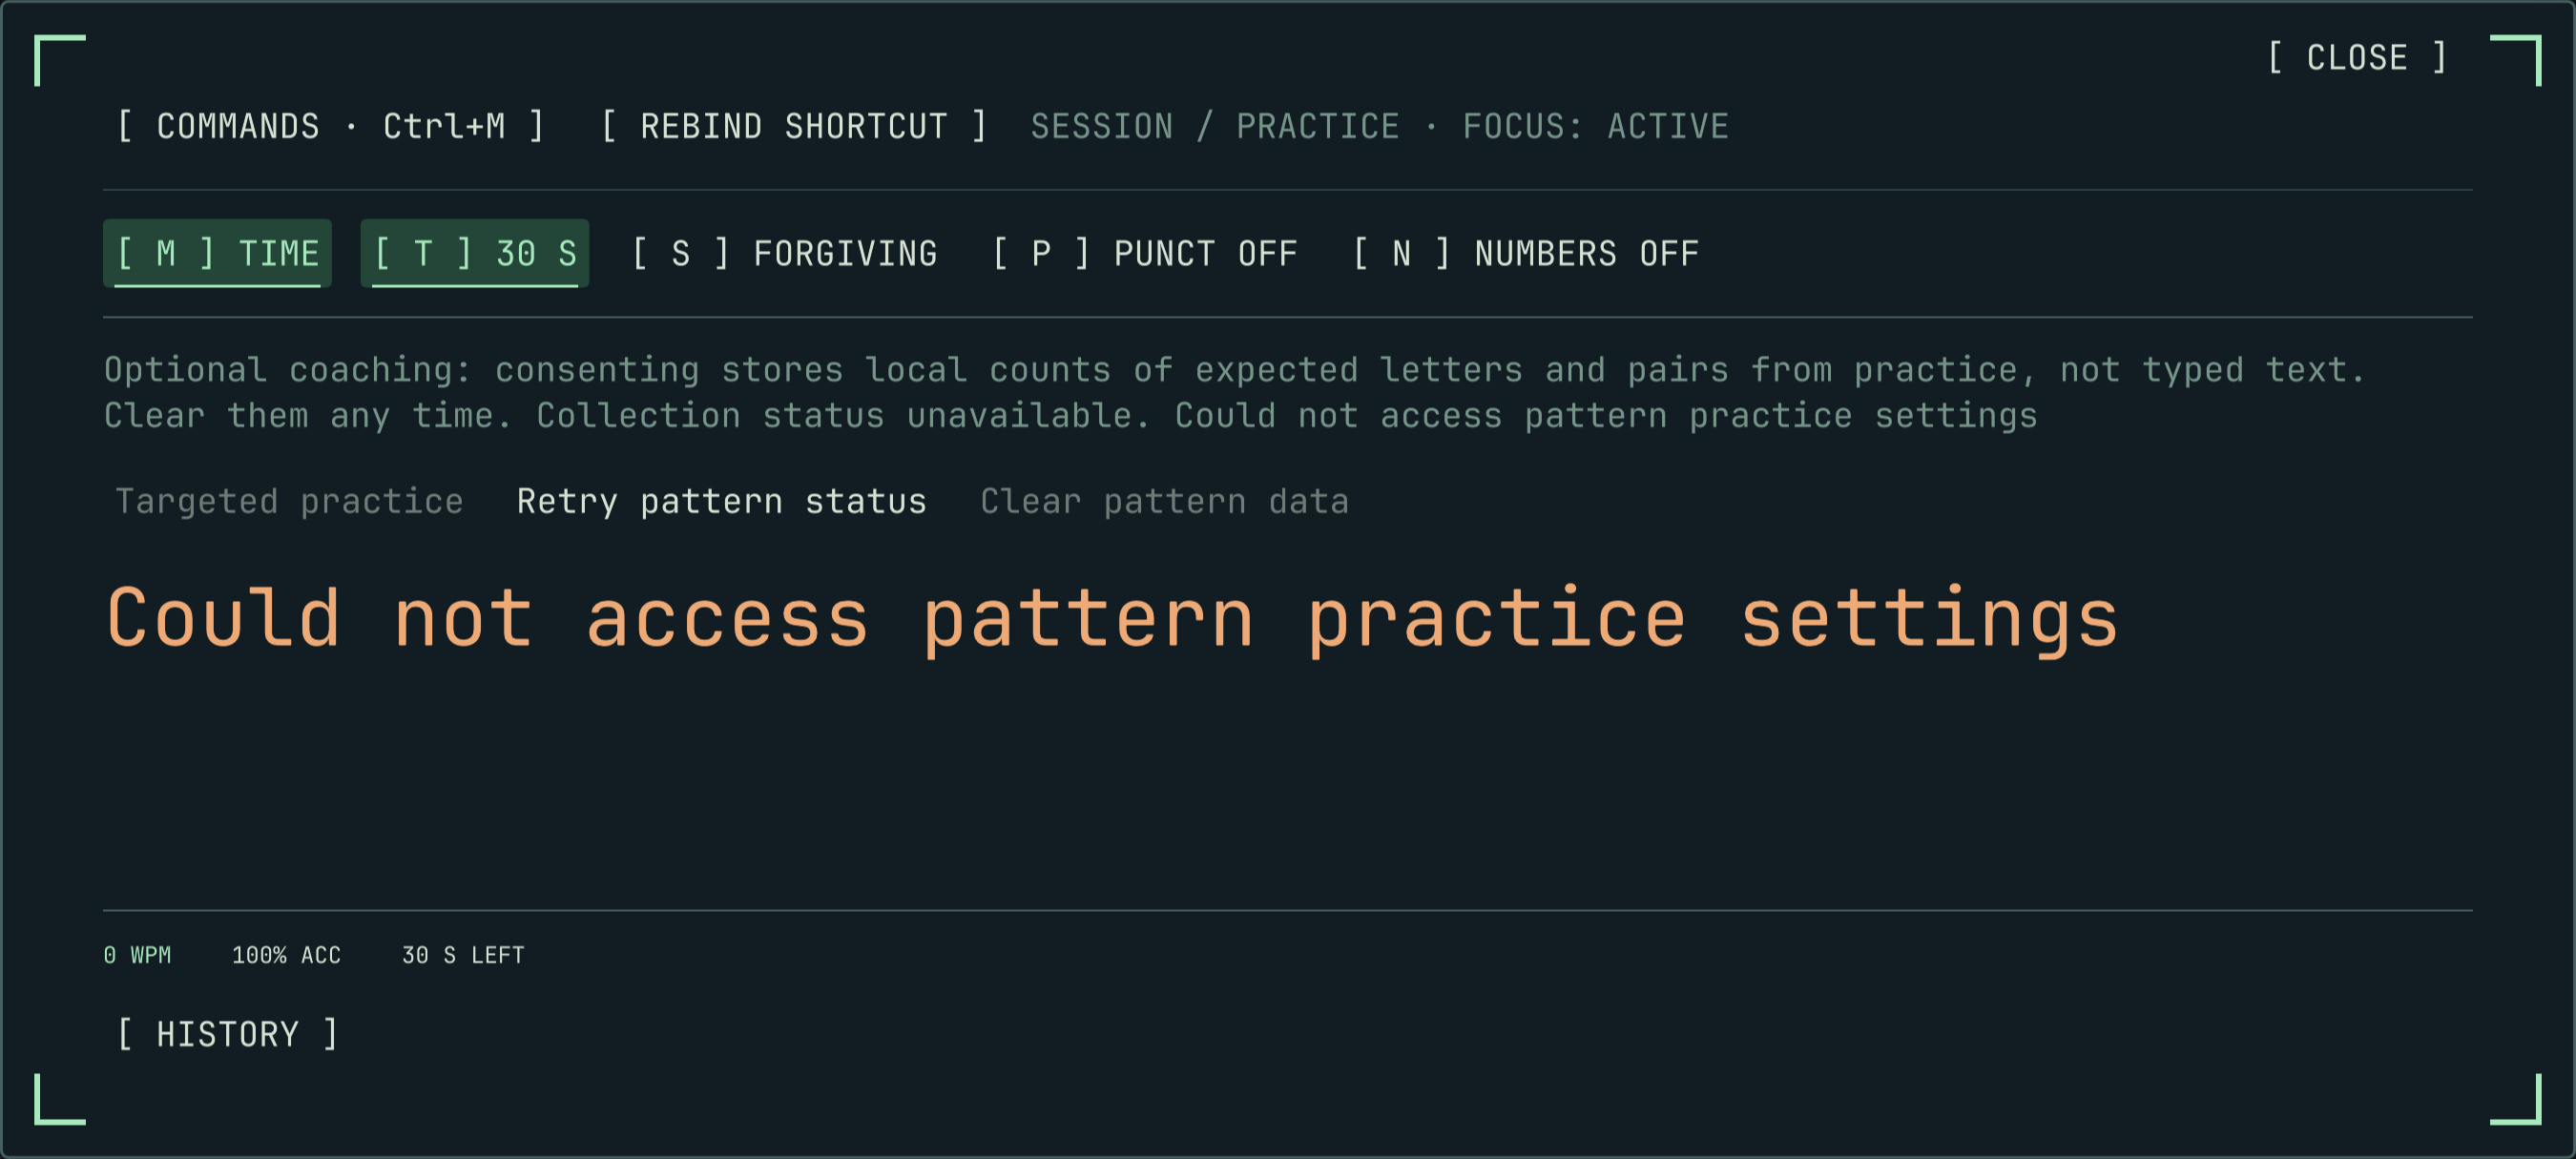 [ CLOSE ]
[ COMMANDS · Ctrl+M ] [ REBIND SHORTCUT ] SESSION / PRACTICE · FOCUS: ACTIVE
[ M ] TIME [ T ] 30 S [ S ] FORGIVING [ P ] PUNCT OFF [ N ] NUMBERS OFF
Optional coaching: consenting stores local counts of expected letters and pairs from practice, not typed text.
Clear them any time. Collection status unavailable. Could not access pattern practice settings
Targeted practice Retry pattern status Clear pattern data
Could not access pattern practice settings
0 WPM 100% ACC 30 S LEFT
[ HISTORY ]